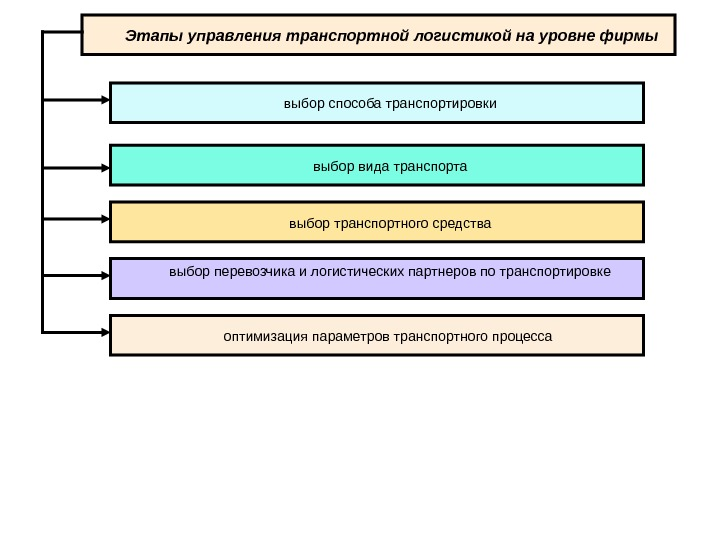 Этапы управления транспортной логистикой на уровне фирмы
выбор способа транспортировки
выбор вида транспорта
выбор транспортного средства
выбор перевозчика и логистических партнеров по транспортировке
оптимизация параметров транспортного процесса